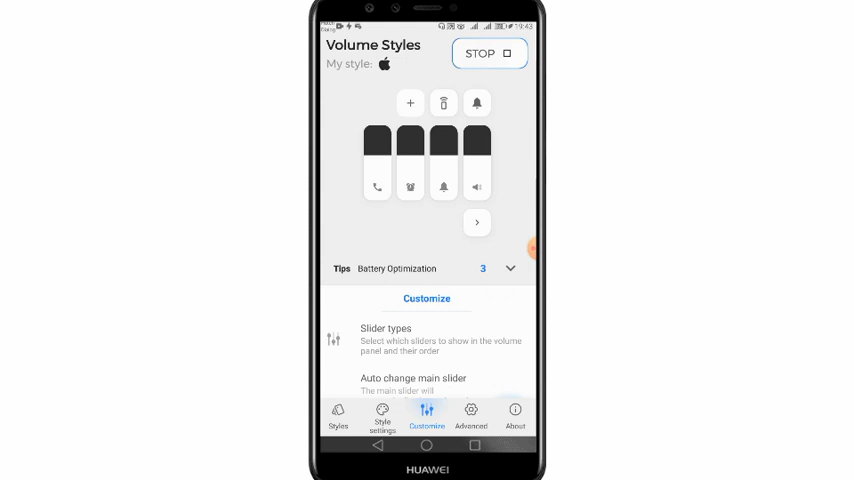 19:43
Volume Styles
STOP
My style:
Tips Battery Optimization 3
Customize
Slider types
Select which sliders to show in the volume
panel and their order
Auto change main slider
The main slider will
Styles
Style
settings
Customize
Advanced
About
HUAWEI